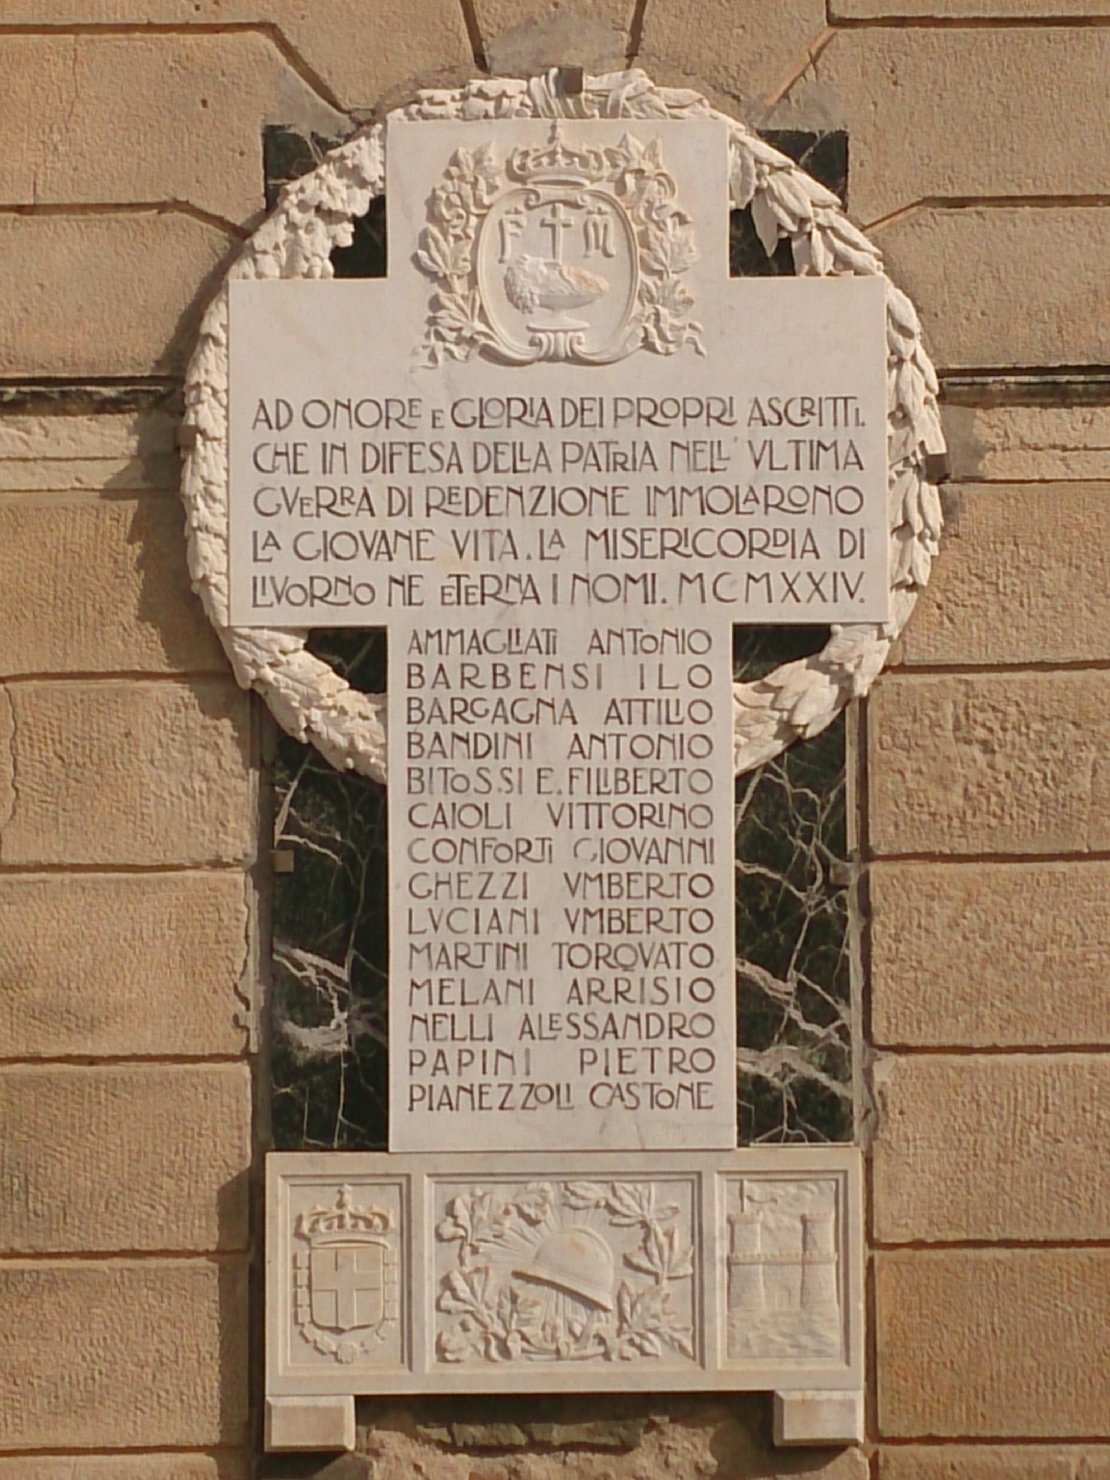 F M
AD ONORE E GLORIA DEI PROPRI ASCRITTI.
CHE IN DIFESA DELLA PATRIA NELL' VLTIMA
GVERRA DI REDENZIONE IMMOLARONO
LA GIOVANE VITA. LA MISERICORDIA DI
LIVORNO NE ETERNA I NOMI. MCMXXIV.
AMMAGLIATI ANTONIO
BARBENSI ILO
BARGAGNA ATTILIO
BANDINI ANTONIO
BITOSSI E. FILIBERTO
CAIOLI VITTORINO
CONFORTI GIOVANNI
GHEZZI VMBERTO
LVCIANI VMBERTO
MARTINI TORQVATO
MELANI ARRISIO
NELLI ALESSANDRO
PAPINI PIETRO
PIANEZZOLI GASTONE